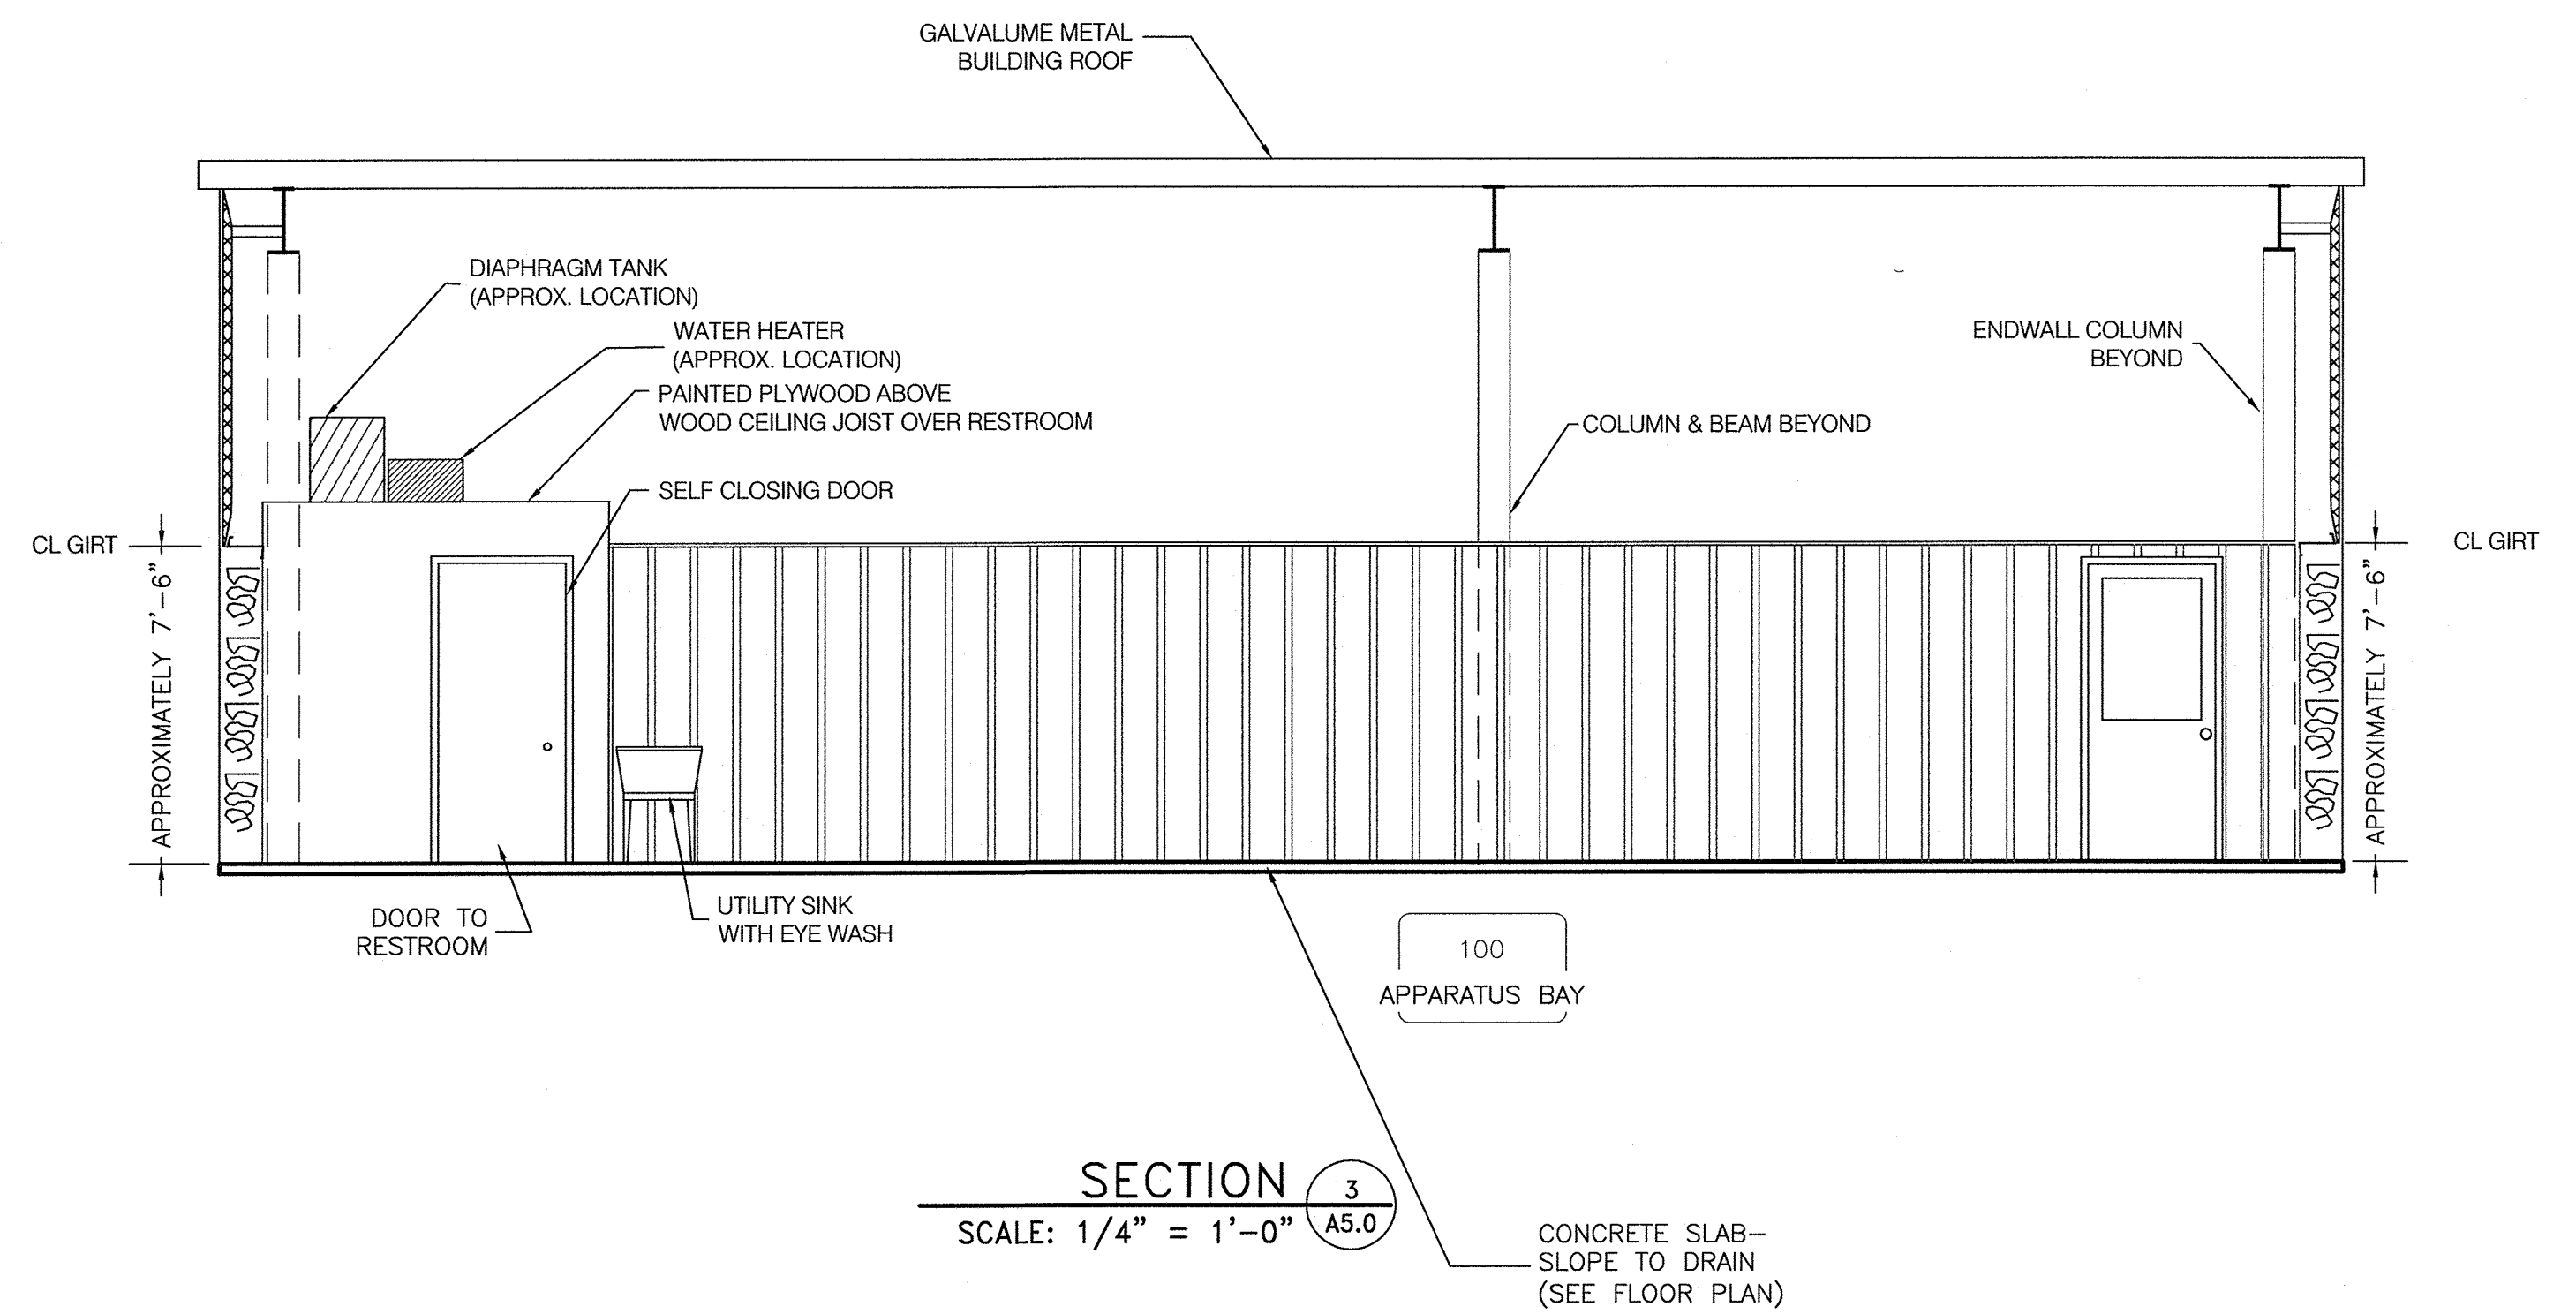 GALVALUME METAL
BUILDING ROOF
DIAPHRAGM TANK
(APPROX. LOCATION)
WATER HEATER
(APPROX. LOCATION)
PAINTED PLYWOOD ABOVE
WOOD CEILING JOIST OVER RESTROOM
SELF CLOSING DOOR
ENDWALL COLUMN
BEYOND
COLUMN & BEAM BEYOND
CL GIRT
CL GIRT
APPROXIMATELY 7'-6"
APPROXIMATELY 7'-6"
DOOR TO
RESTROOM
UTILITY SINK
WITH EYE WASH
100
APPARATUS BAY
SECTION
SCALE: 1/4" = 1'-0"
3
A5.0
CONCRETE SLAB-
SLOPE TO DRAIN
(SEE FLOOR PLAN)